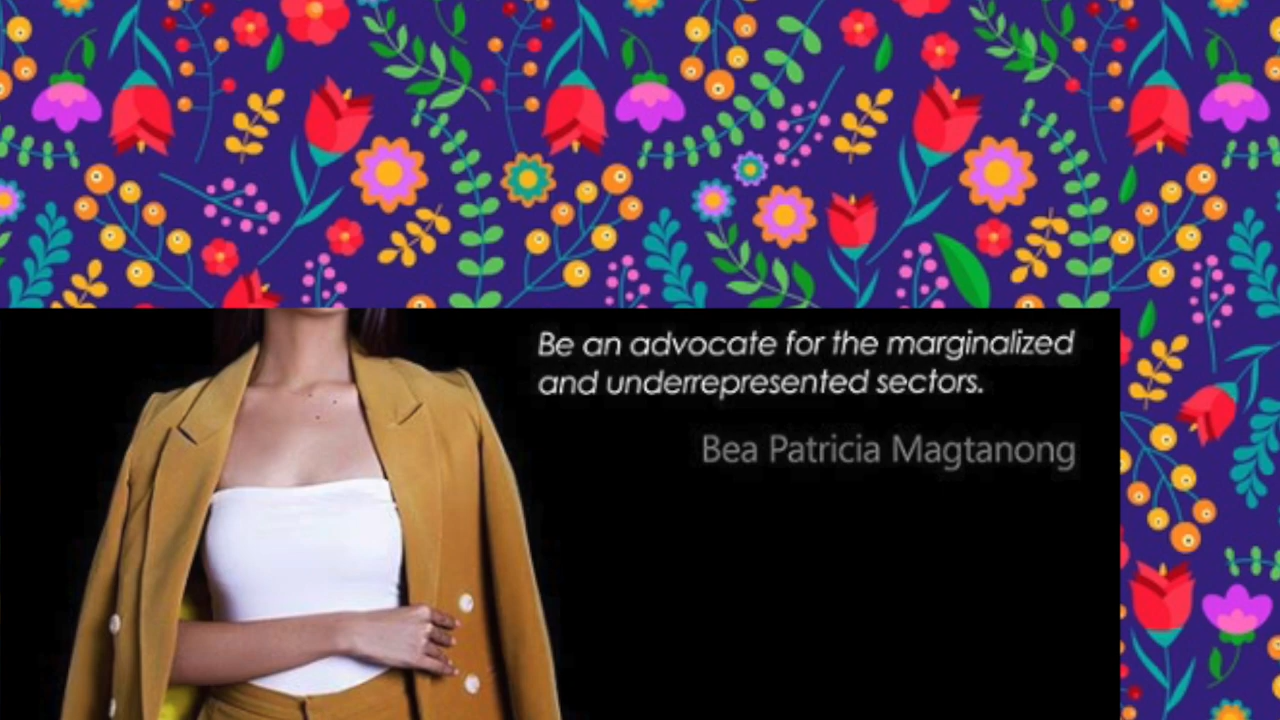 Be an advocate for the marginalized
and underrepresented sectors.
Bea Patricia Magtanong